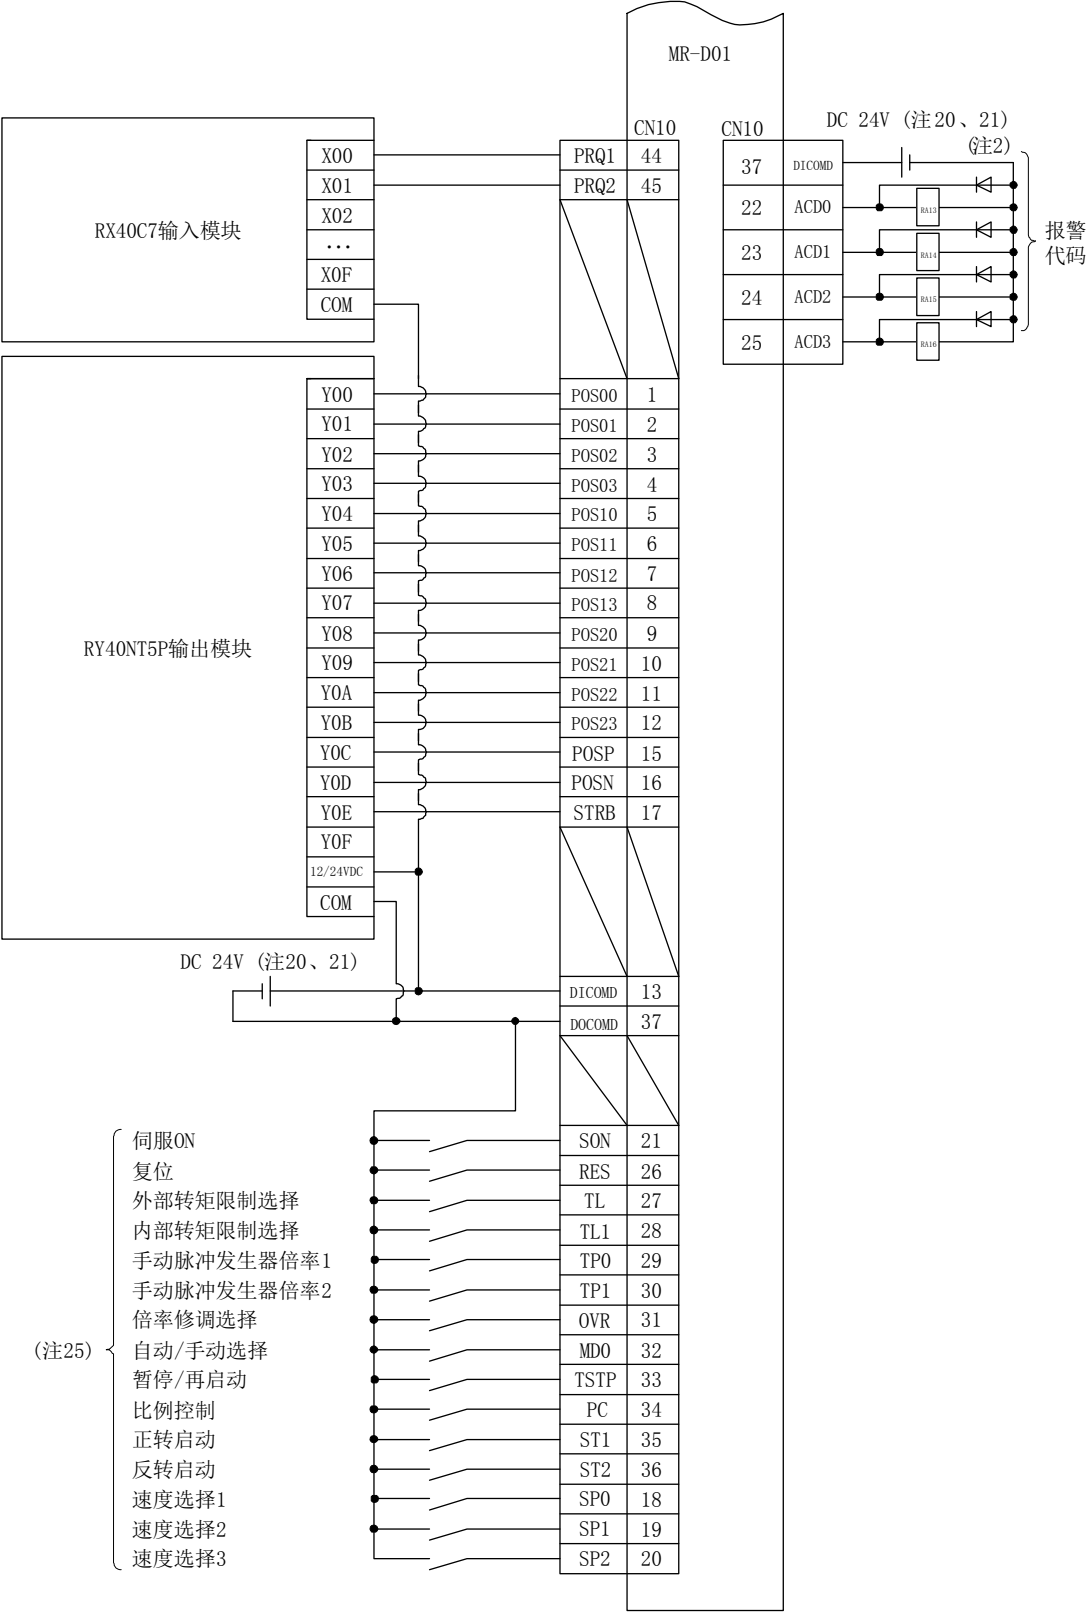 MR-D01
DC 24V (注20、21)
(注2)
CN10
CN10
X00
PRQ1 44
37 DICOMD
X01
PRQ2 45
22 ACD0
RA13
X02
RX40C7输入模块
...
23 ACD1
RA14
报警
代码
X0F
24 ACD2
RA15
COM
25 ACD3
RA16
Y00 POS00 1
Y01 POS01 2
Y02 POS02 3
Y03 POS03 4
Y04 POS10 5
Y05 POS11 6
Y06 POS12 7
Y07 POS13 8
Y08 POS20 9
RY40NT5P输出模块
Y09 POS21 10
Y0A POS22 11
Y0B POS23 12
Y0C POSP 15
Y0D POSN 16
Y0E STRB 17
Y0F
12/24VDC
COM
DC 24V (注20、21)
DICOMD 13
DOCOMD 37
伺服ON SON 21
复位 RES 26
外部转矩限制选择 TL 27
内部转矩限制选择 TL1 28
手动脉冲发生器倍率1 TP0 29
手动脉冲发生器倍率2 TP1 30
倍率修调选择 OVR 31
(注25)
自动/手动选择 MD0 32
暂停/再启动 TSTP 33
比例控制 PC 34
正转启动 ST1 35
反转启动 ST2 36
速度选择1 SP0 18
速度选择2 SP1 19
速度选择3 SP2 20